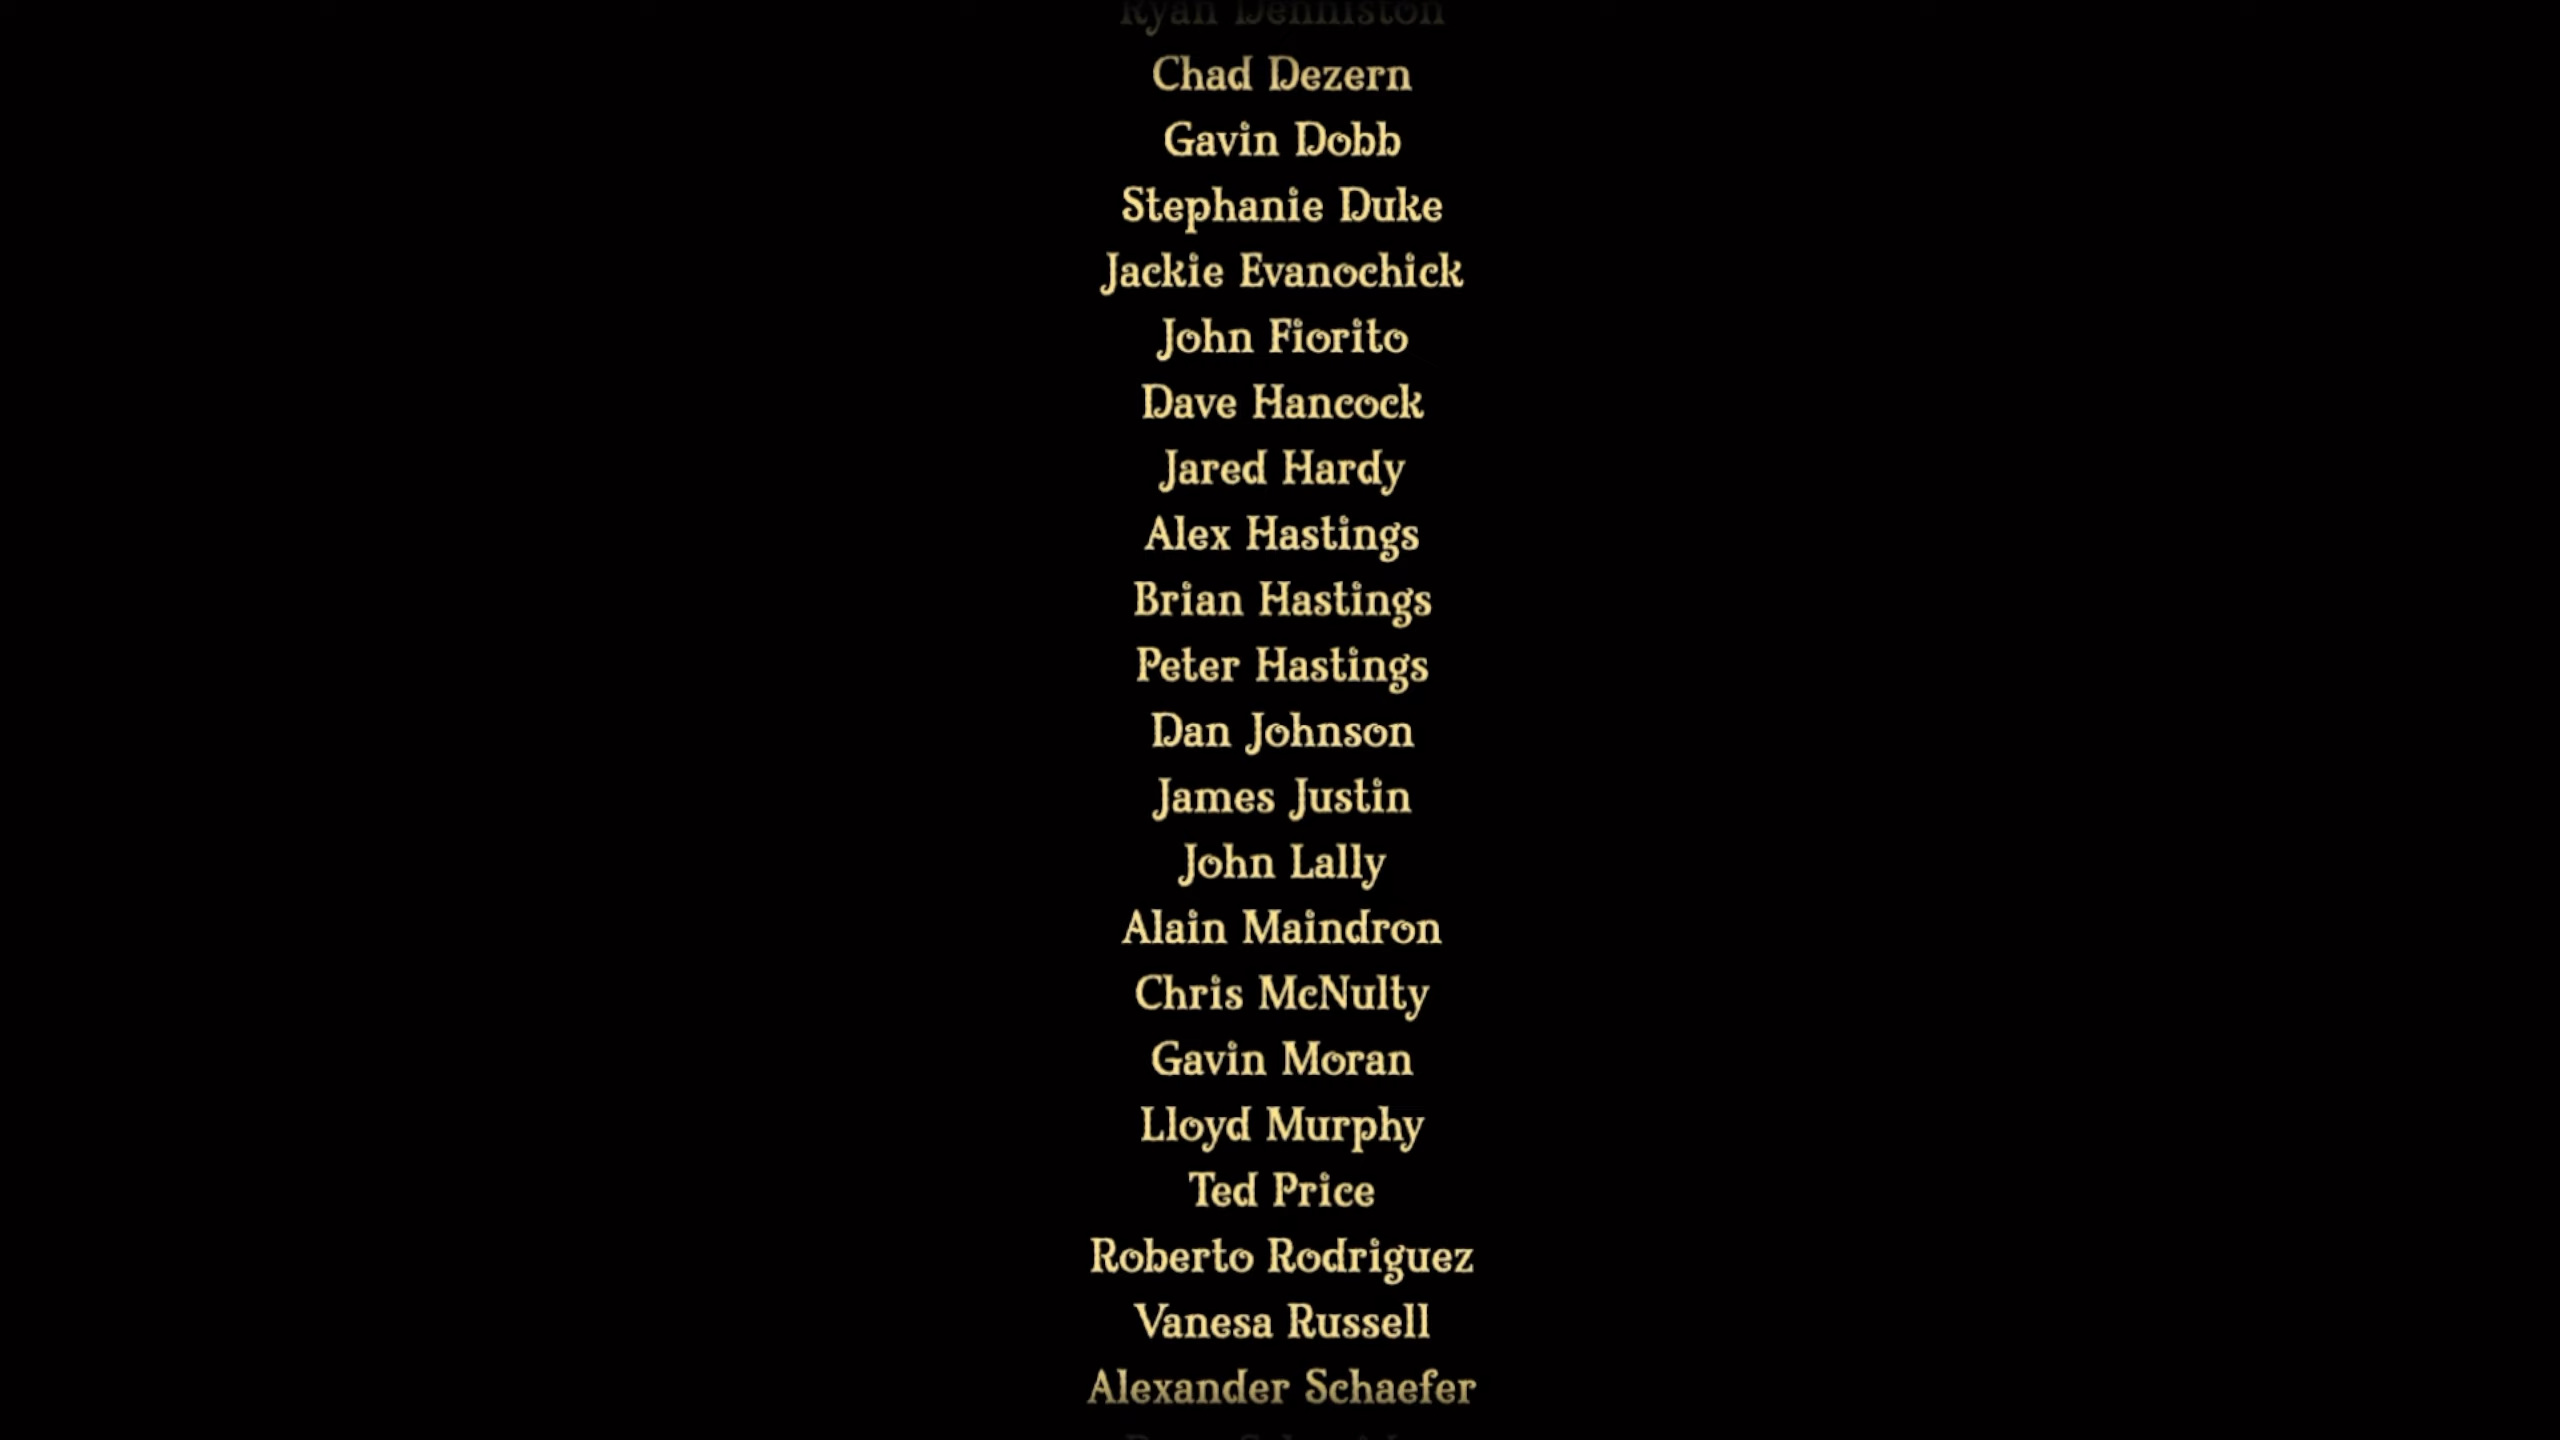 Ryan Denniston
Chad Dezern
Gavin Dobb
Stephanie Duke
Jackie Evanochick
John Fiorito
Dave Hancock
Jared Hardy
Alex Hastings
Brian Hastings
Peter Hastings
Dan Johnson
James Justin
John Lally
Alain Maindron
Chris McNulty
Gavin Moran
Lloyd Murphy
Ted Price
Roberto Rodriguez
Vanesa Russell
Alexander Schaefer